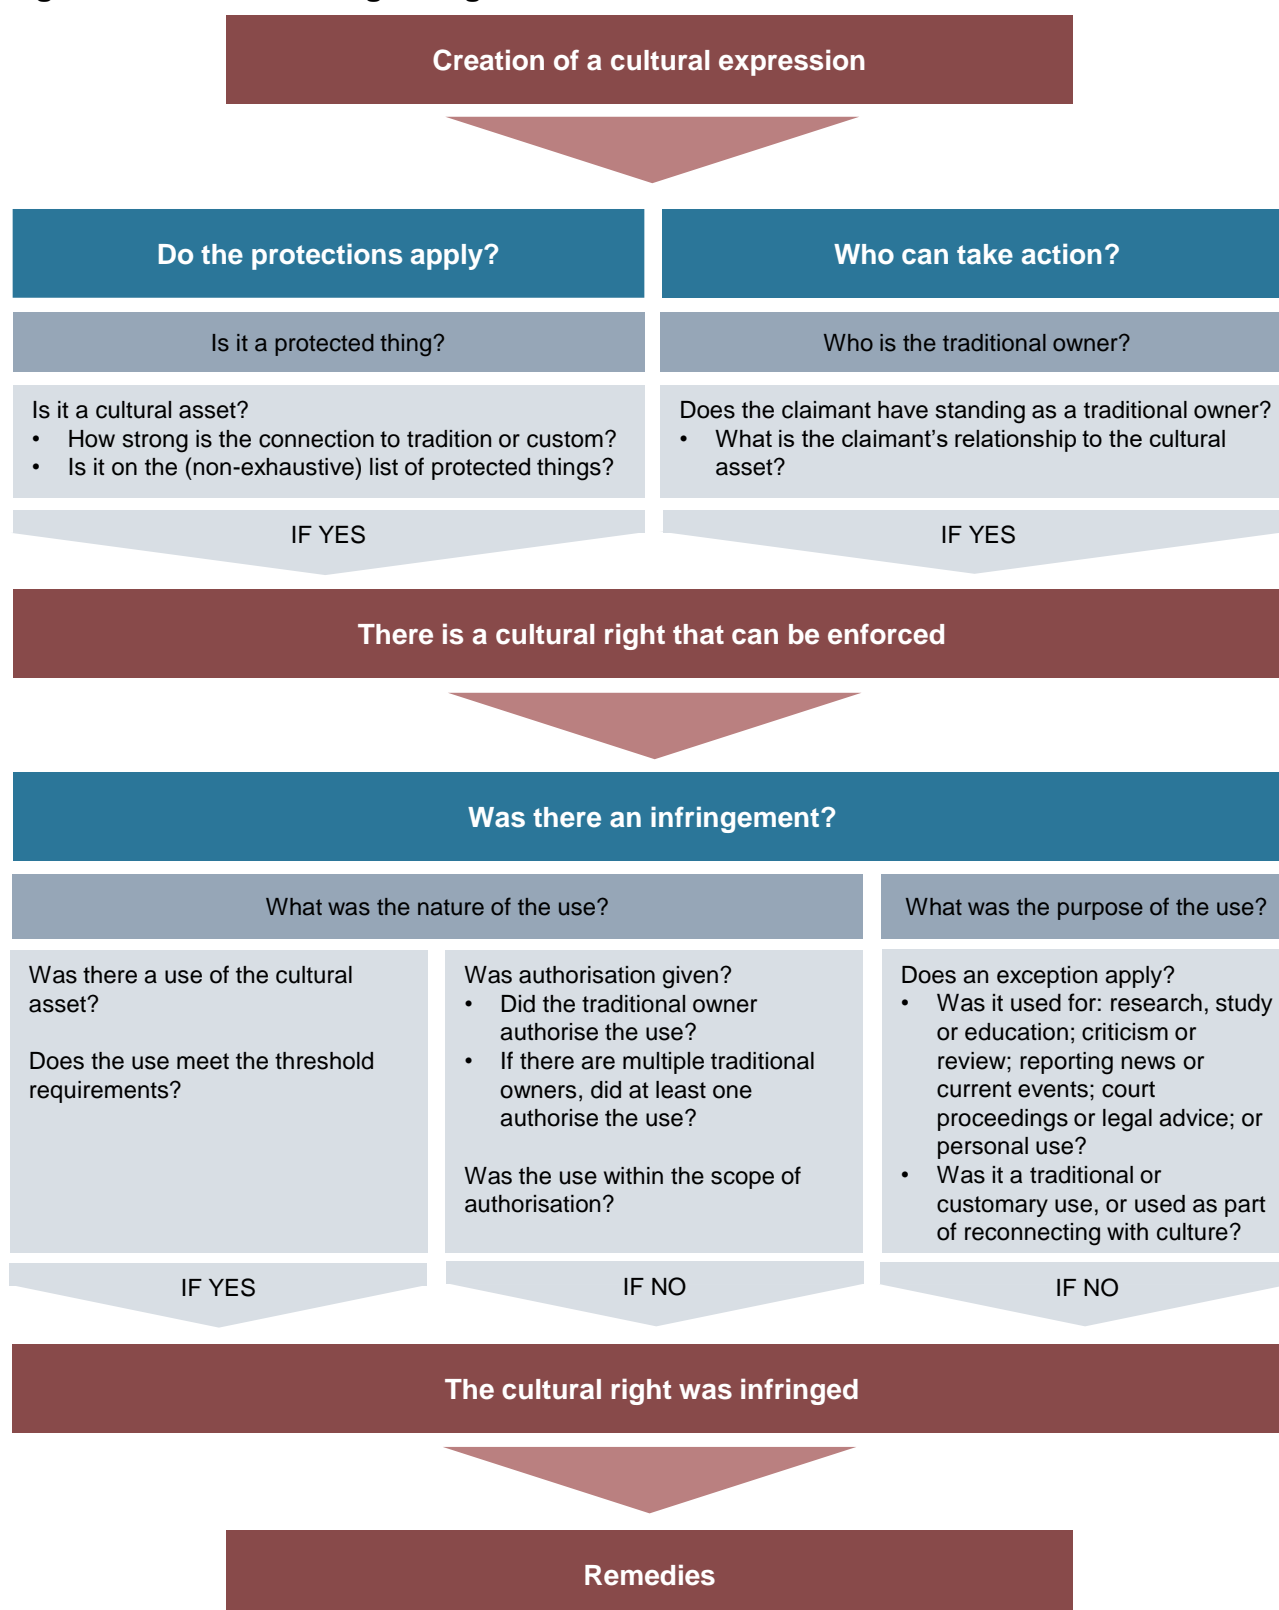 Creation of a cultural expression
Do the protections apply?
Who can take action?
Is it a protected thing?
Who is the traditional owner?
Is it a cultural asset?
• How strong is the connection to tradition or custom?
• Is it on the (non-exhaustive) list of protected things?
Does the claimant have standing as a traditional owner?
• What is the claimant's relationship to the cultural
asset?
IF YES
IF YES
There is a cultural right that can be enforced
Was there an infringement?
What was the nature of the use?
What was the purpose of the use?
Was there a use of the cultural
asset?
Does the use meet the threshold
requirements?
Was authorisation given?
• Did the traditional owner
authorise the use?
• If there are multiple traditional
owners, did at least one
authorise the use?
Was the use within the scope of
authorisation?
Does an exception apply?
• Was it used for: research, study
or education; criticism or
review; reporting news or
current events; court
proceedings or legal advice; or
personal use?
• Was it a traditional or
customary use, or used as part
of reconnecting with culture?
IF YES
IF NO
IF NO
The cultural right was infringed
Remedies